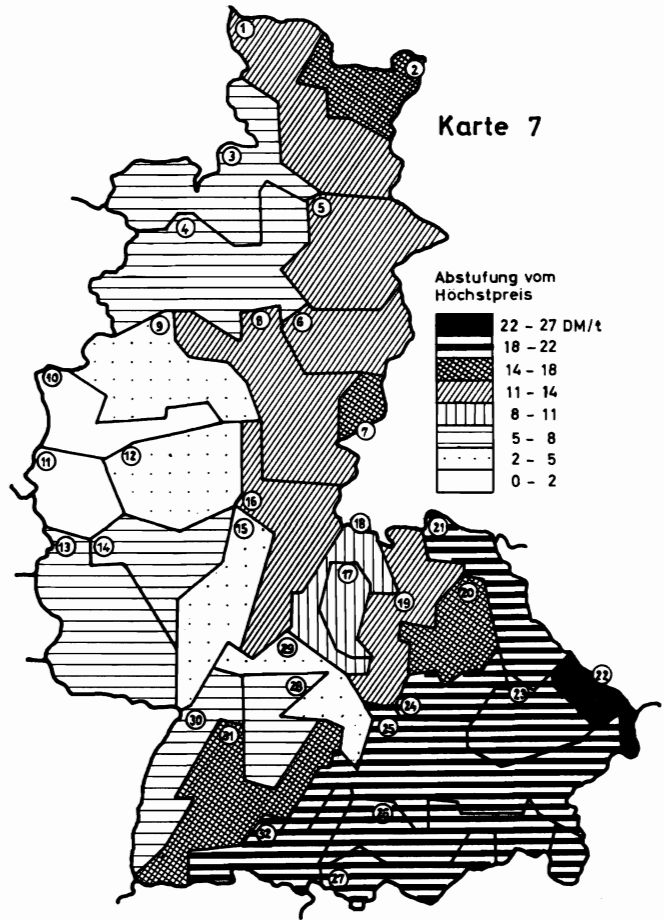 1
2
Karte 7
3
5
4
Abstufung vom
Höchstpreis
22 – 27 DM/t
18 – 22
14 – 18
11 – 14
8 – 11
5 – 8
2 – 5
0 – 2
9
8
6
10
7
11
12
16
15
18
21
13
14
17
20
19
29
22
28
23
30
24
31
25
26
32
27